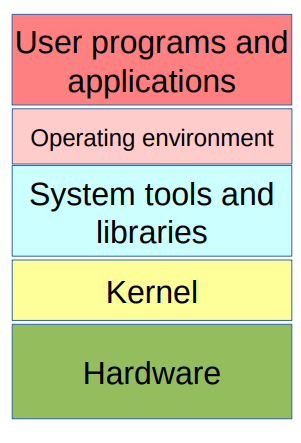 User programs and
applications
Operating environment
System tools and
libraries
Kernel
Hardware